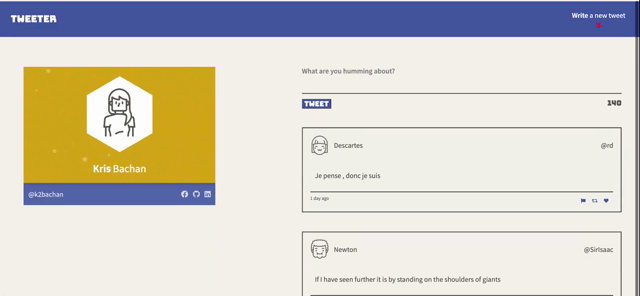 TWEETER
Write a new tweet
Kris Bachan
@k2bachan
What are you humming about?
TWEET
140
Descartes
@rd
Je pense , donc je suis
1 day ago
Newton
@SirIsaac
If I have seen further it is by standing on the shoulders of giants